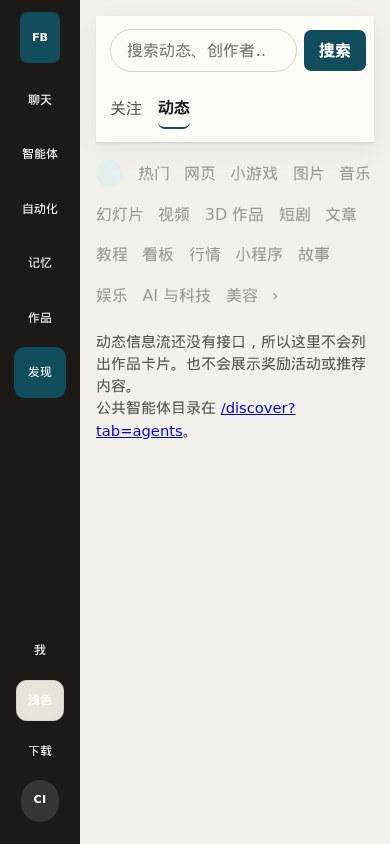 FB
聊天
智能体
自动化
记忆
作品
发现
我
浅色
下载
CI
搜索动态、创作者..
搜索
关注 动态
热门 网页 小游戏 图片 音乐
幻灯片 视频 3D 作品 短剧 文章
教程 看板 行情 小程序 故事
娱乐 AI 与科技 美容 ›
动态信息流还没有接口，所以这里不会列
出作品卡片。也不会展示奖励活动或推荐
内容。
公共智能体目录在 /discover?
tab=agents。